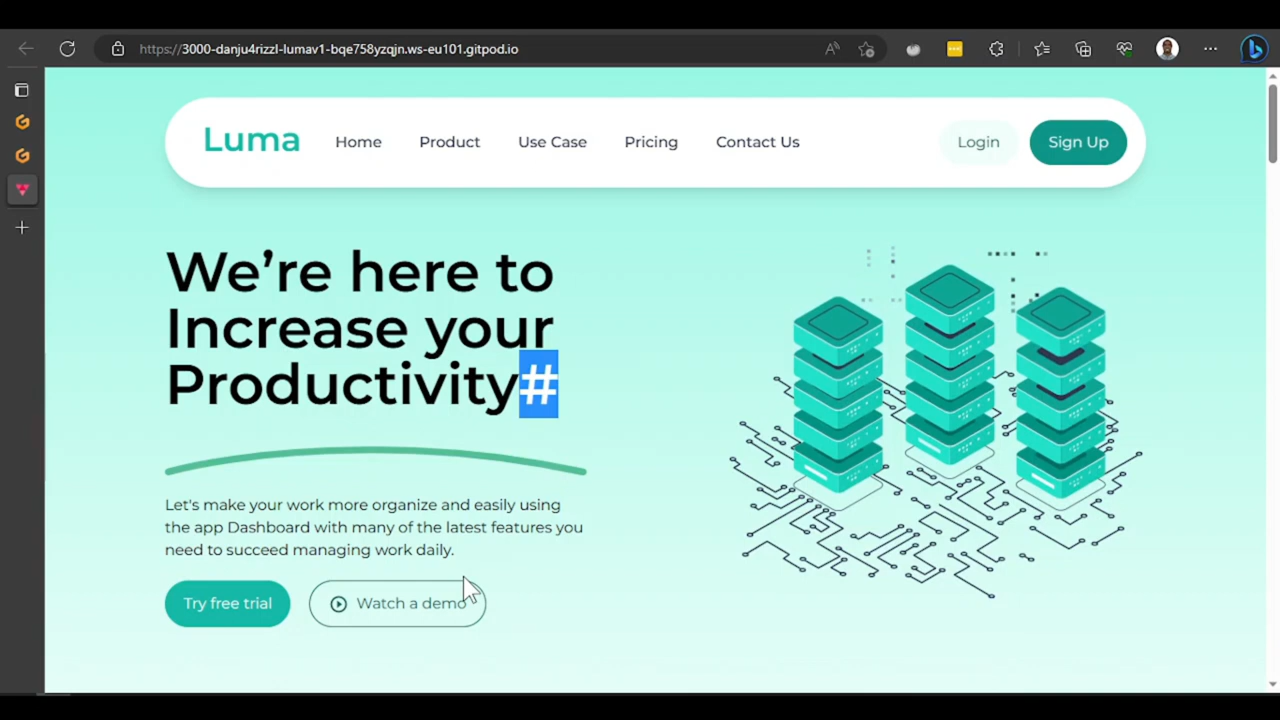 https://3000-danju4rizzl-lumav1-bqe758yzqjn.ws-eu101.gitpod.io
Luma Home Product Use Case Pricing Contact Us Login Sign Up
We’re here to
Increase your
Productivity#
Let's make your work more organize and easily using
the app Dashboard with many of the latest features you
need to succeed managing work daily.
Try free trial Watch a demo